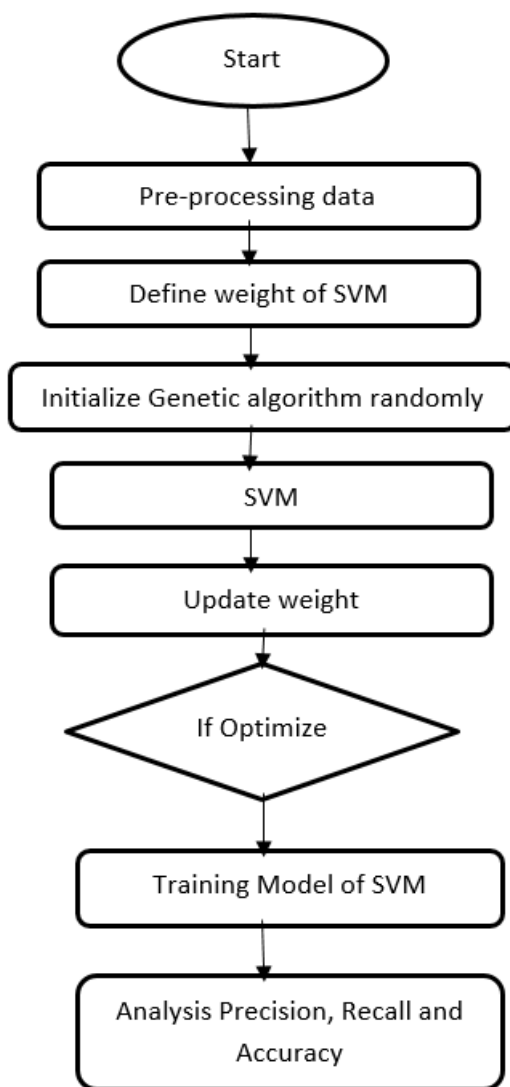 Start
Pre-processing data
Define weight of SVM
Initialize Genetic algorithm randomly
SVM
Update weight
If Optimize
Training Model of SVM
Analysis Precision, Recall and
Accuracy